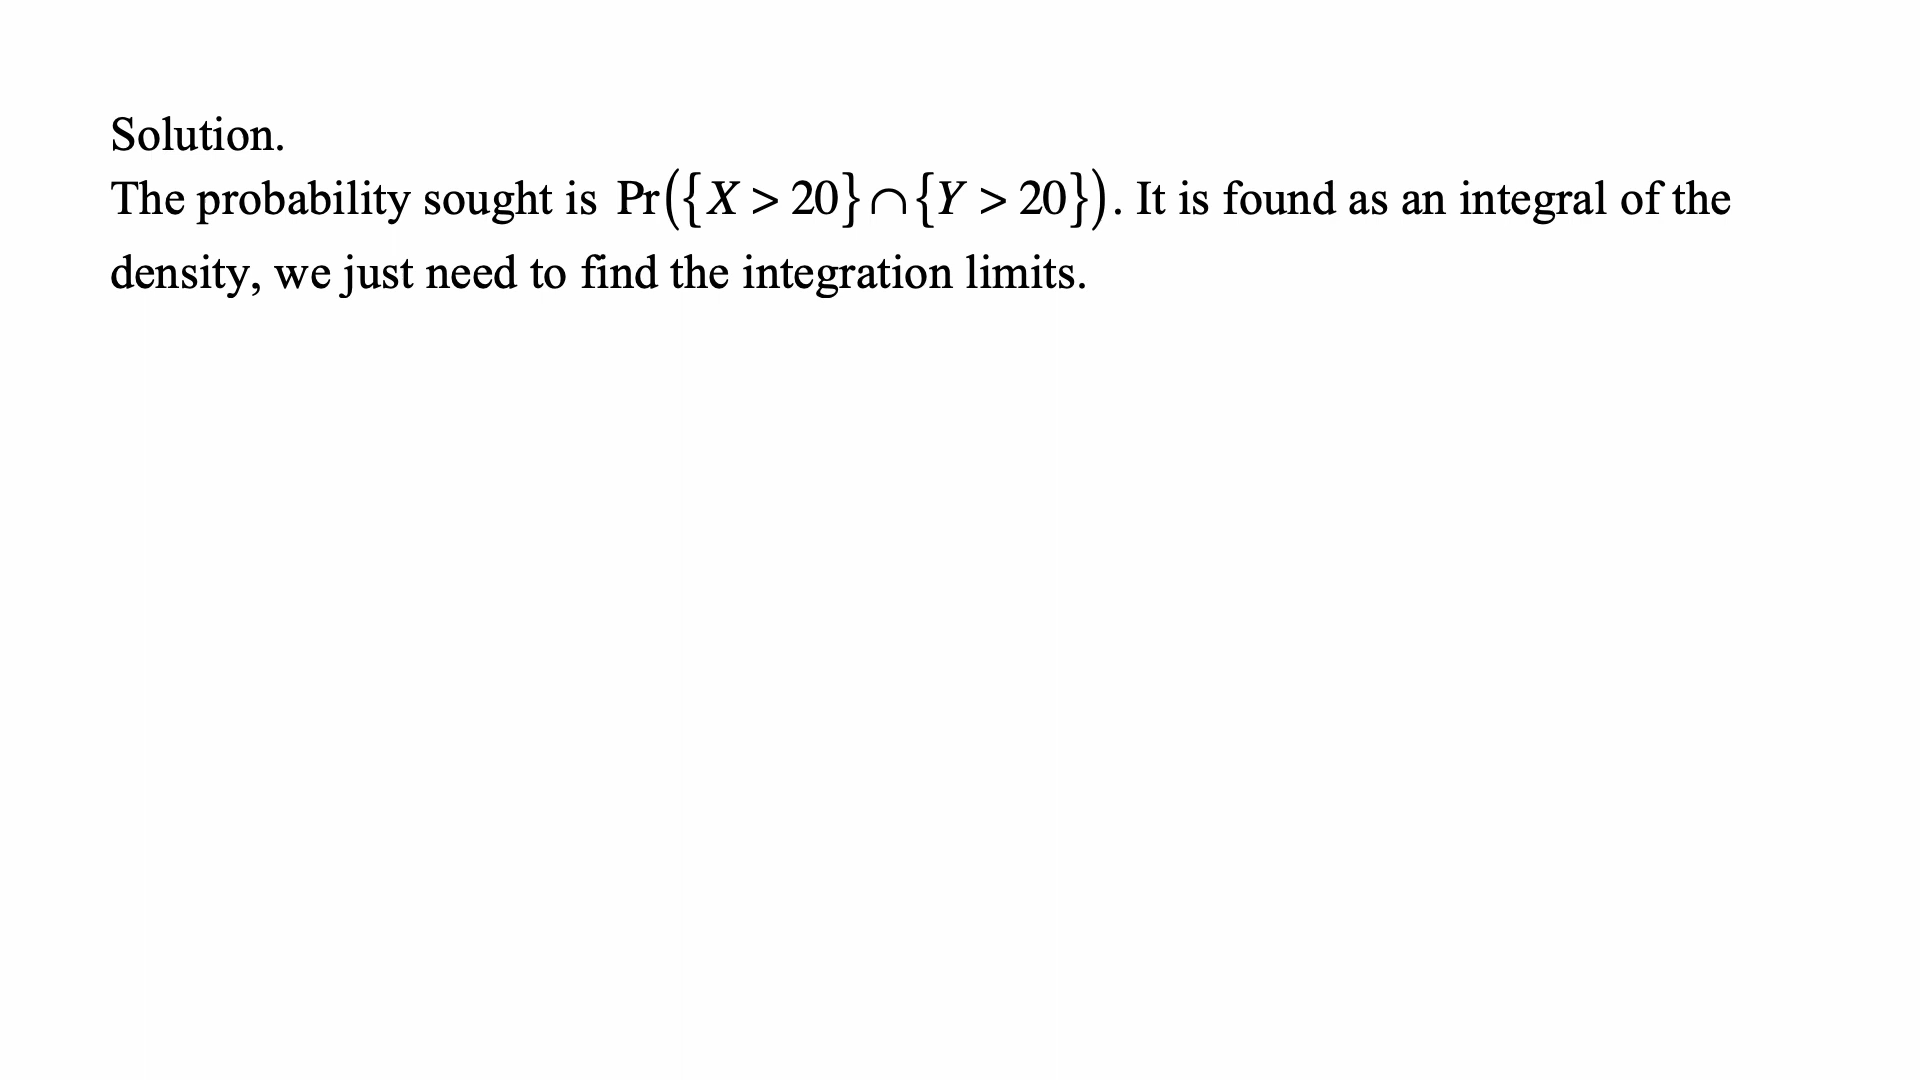 Solution.
The probability sought is Pr({X > 20}∩{Y > 20}). It is found as an integral of the
density, we just need to find the integration limits.